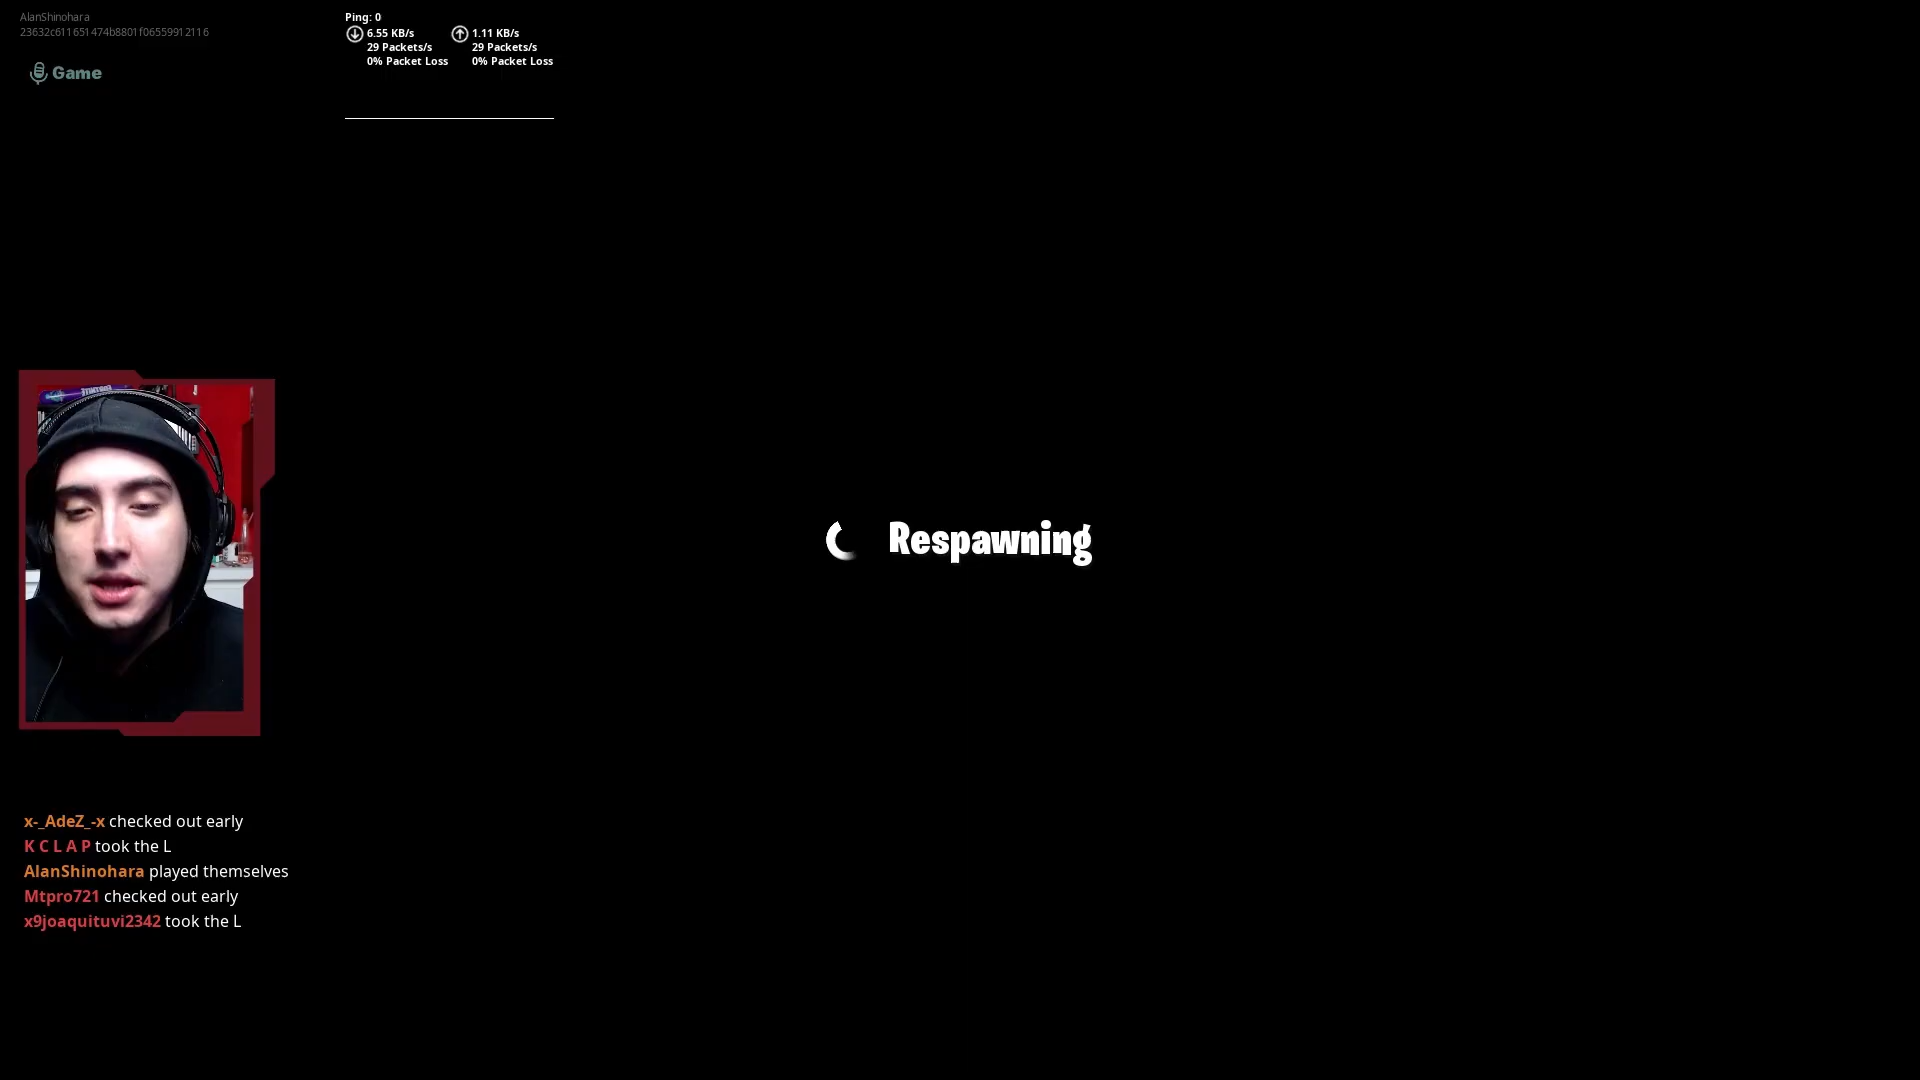 AlanShinohara
23632c611651474b8801f06559912116
Game
Ping: 0
6.55 KB/s
29 Packets/s
0% Packet Loss
1.11 KB/s
29 Packets/s
0% Packet Loss
Respawning
x-_AdeZ_-x checked out early
K C L A P took the L
AlanShinohara played themselves
Mtpro721 checked out early
x9joaquituvi2342 took the L